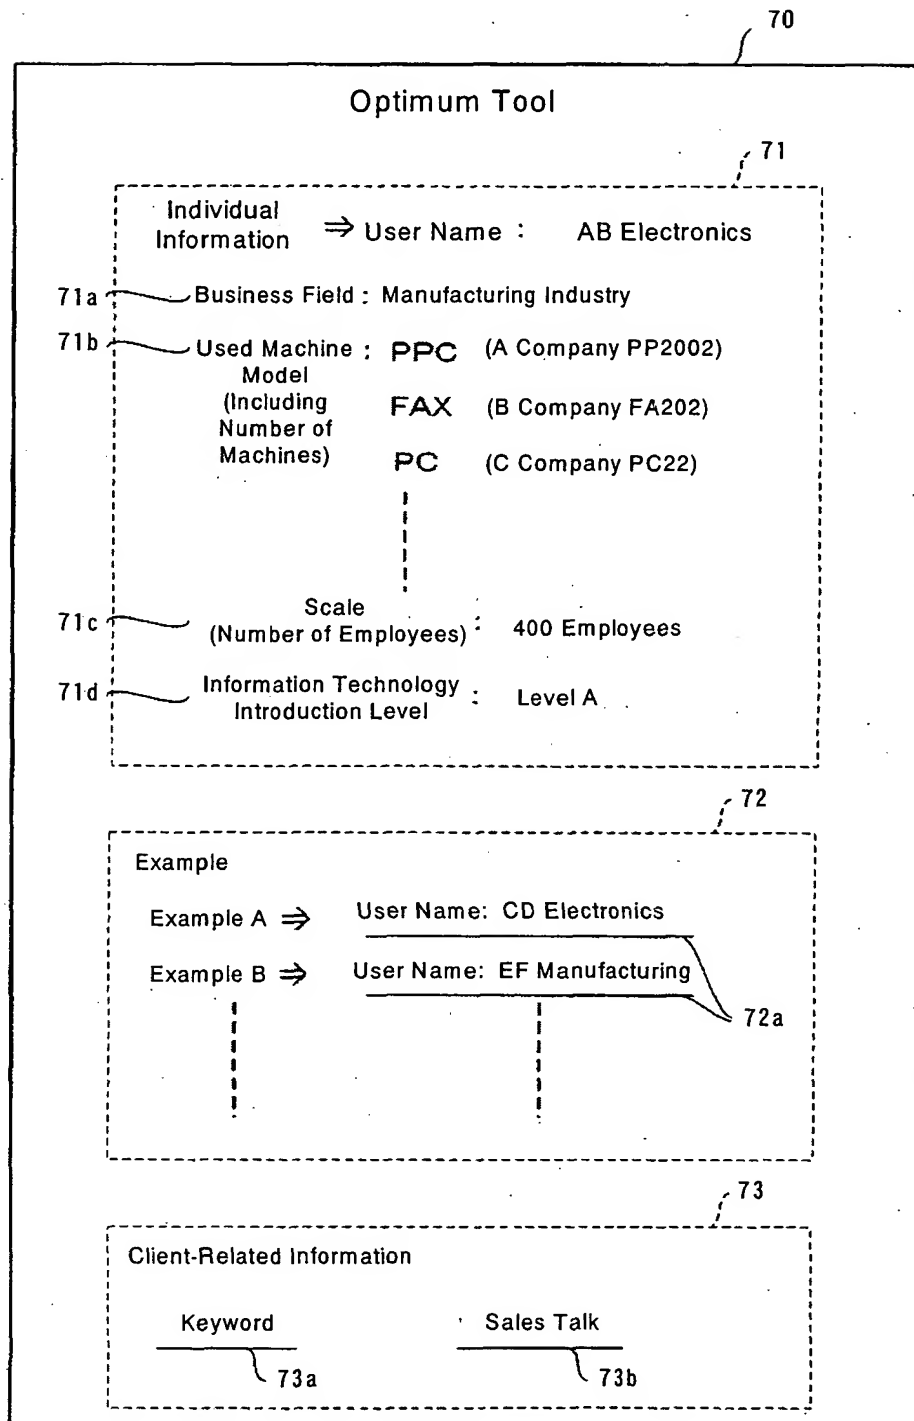 70
Optimum Tool
71
Individual
Information ⇒ User Name : AB Electronics
71a Business Field : Manufacturing Industry
71b Used Machine : PPC (A Company PP2002)
Model
(Including FAX (B Company FA202)
Number of
Machines) PC (C Company PC22)
71c Scale
(Number of Employees) : 400 Employees
71d Information Technology
Introduction Level : Level A
72
Example
Example A ⇒ User Name: CD Electronics
Example B ⇒ User Name: EF Manufacturing
72a
73
Client-Related Information
Keyword Sales Talk
73a 73b